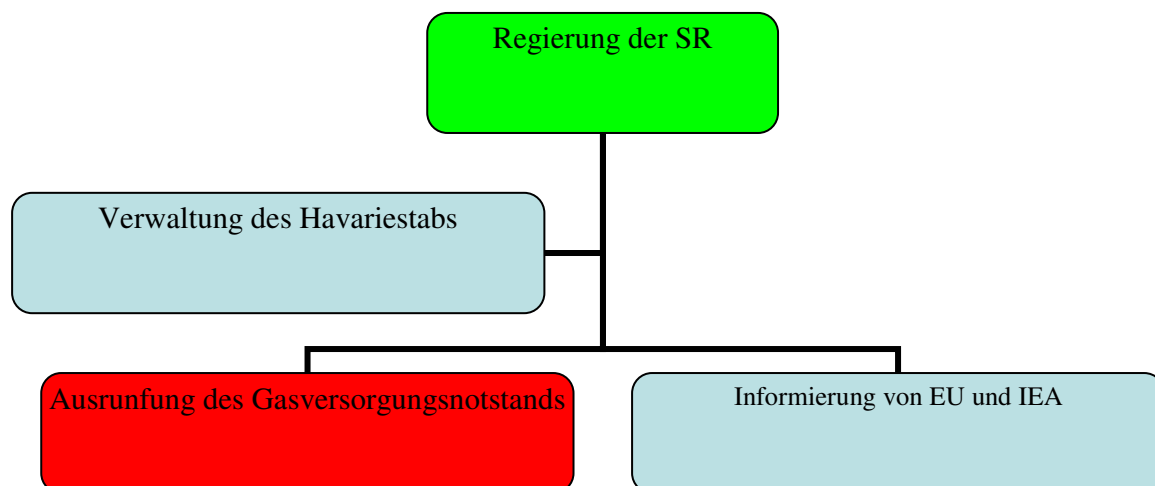 Regierung der SR
Verwaltung des Havariestabs
Ausrunfung des Gasversorgungsnotstands
Informierung von EU und IEA